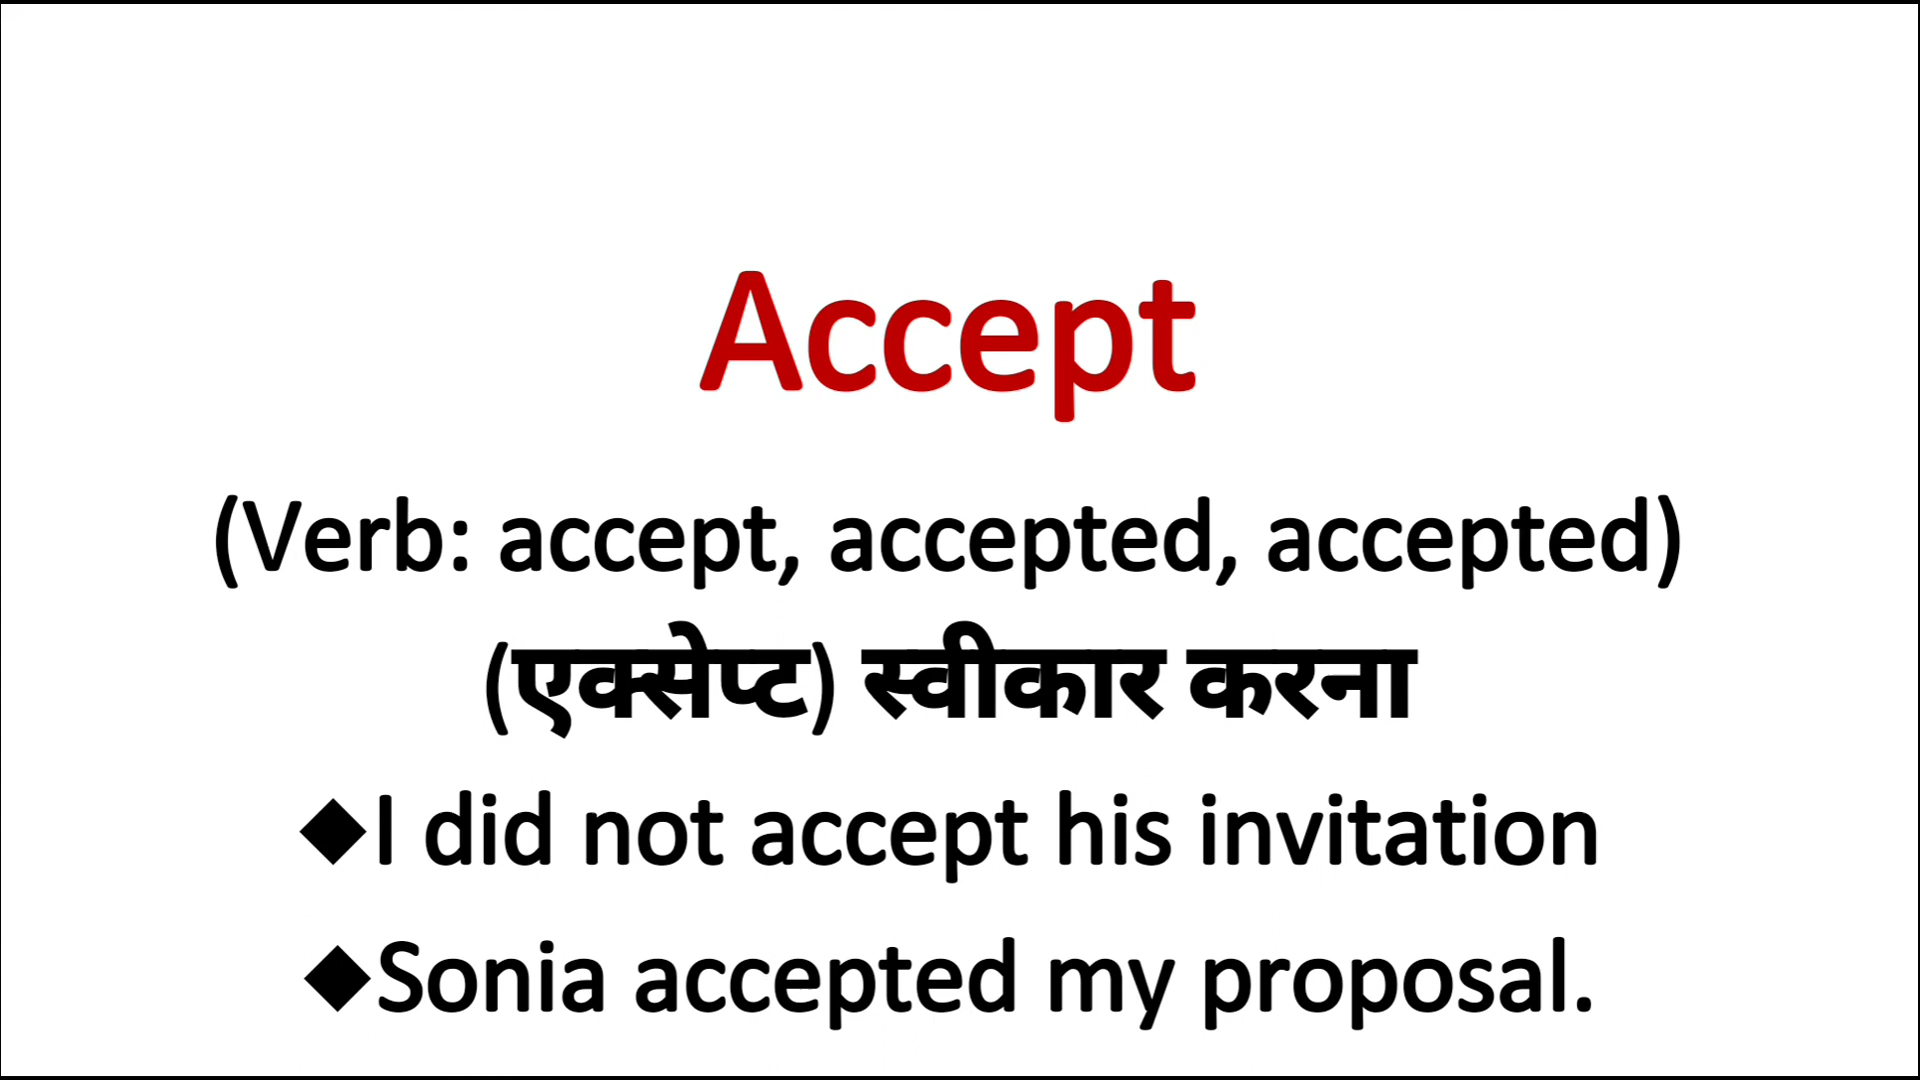 Accept
(Verb: accept, accepted, accepted)
(एक्सेप्ट) स्वीकार करना
◆I did not accept his invitation
◆Sonia accepted my proposal.